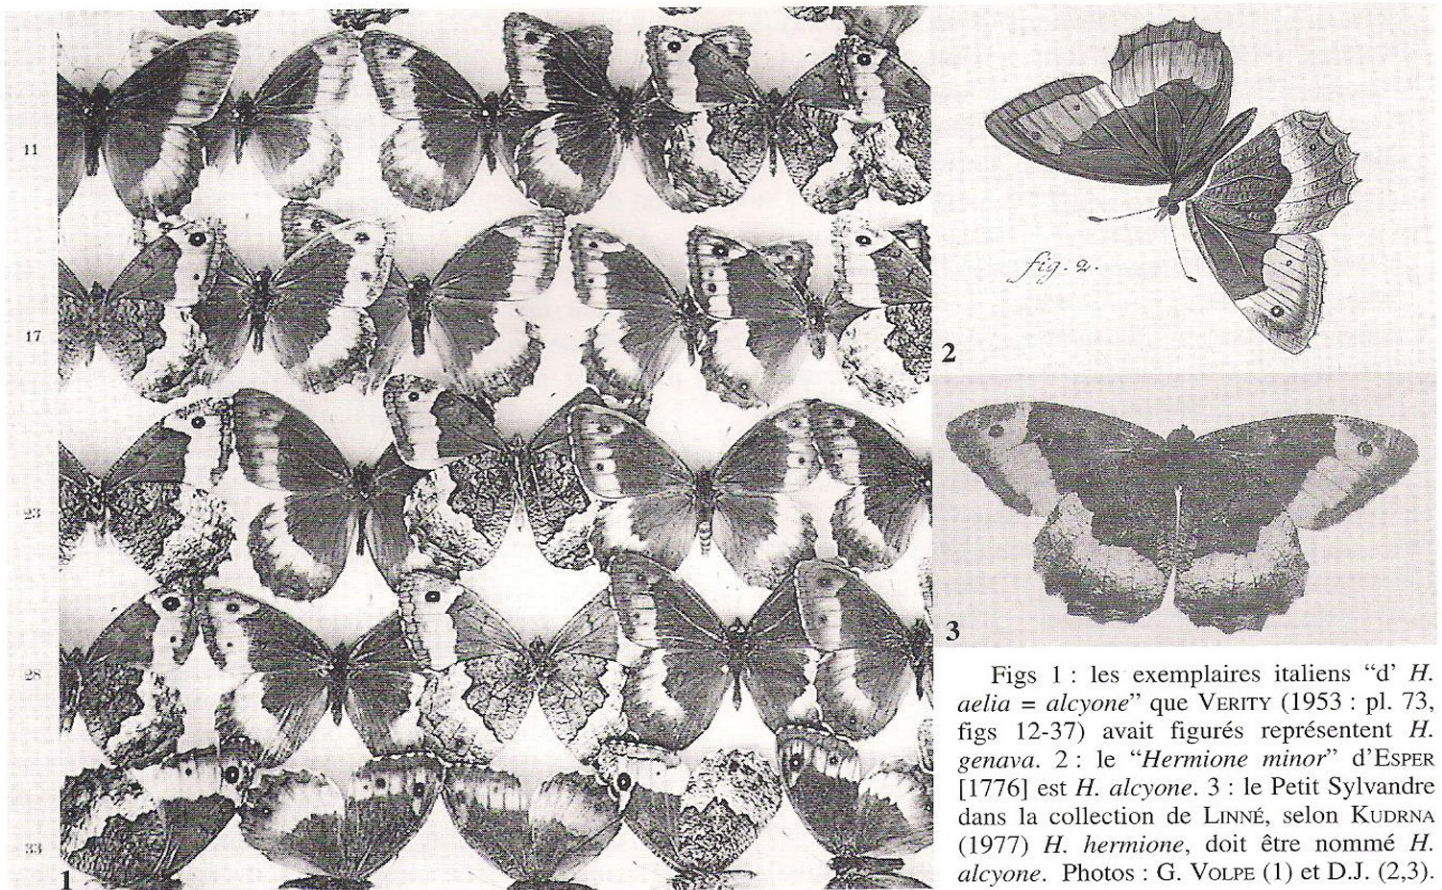 11
17
23
28
33
1
fig. 2.
2
3
Figs 1 : les exemplaires italiens “d’ H.
aelia = alcyone” que VERITY (1953 : pl. 73,
figs 12-37) avait figurés représentent H.
genava. 2 : le “Hermione minor” d’ESPER
[1776] est H. alcyone. 3 : le Petit Sylvandre
dans la collection de LINNÉ, selon KUDRNA
(1977) H. hermione, doit être nommé H.
alcyone. Photos : G. VOLPE (1) et D.J. (2,3).